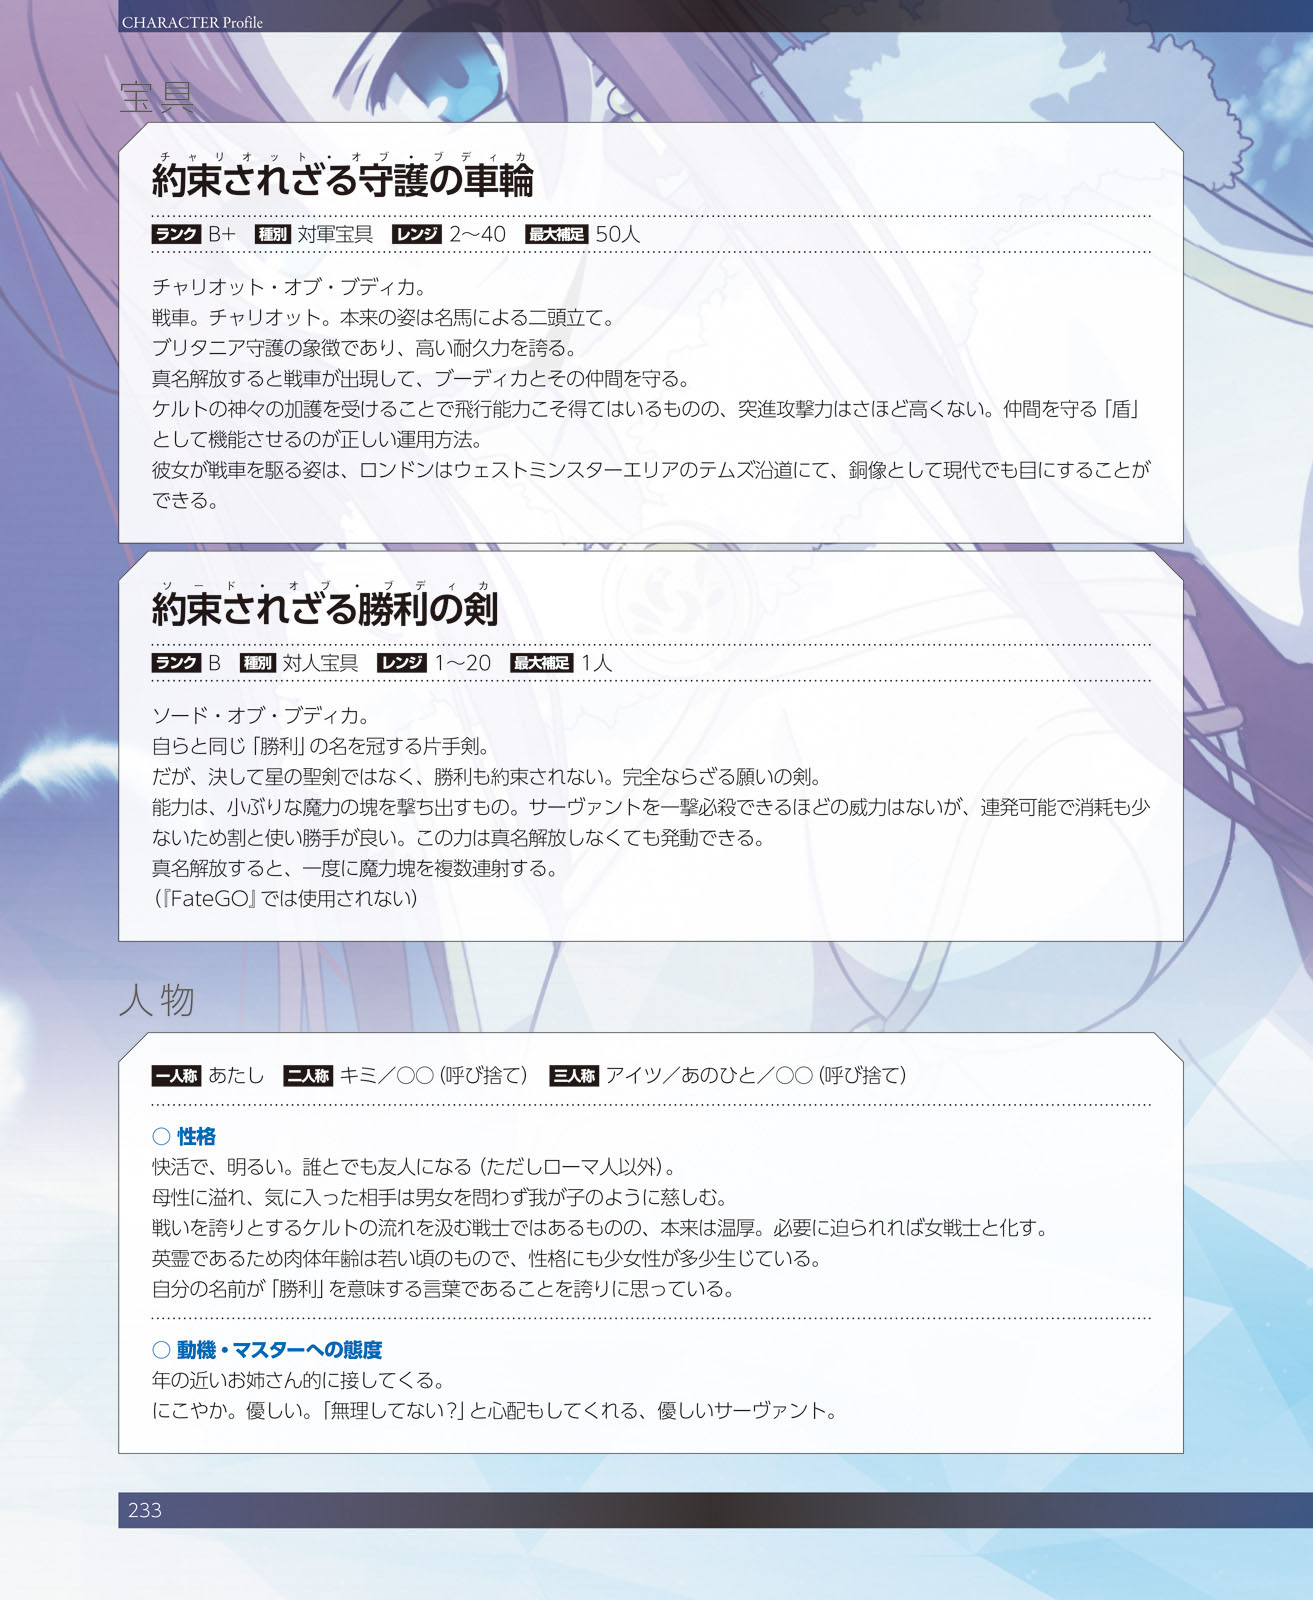 CHARACTER Profile
宝具
チャリオット・オブ・ブディカ
約束されざる守護の車輪
ランク B+ 種別 対軍宝具 レンジ 2～40 最大補足 50人
チャリオット・オブ・ブディカ。
戦車。チャリオット。本来の姿は名馬による二頭立て。
ブリタニア守護の象徴であり、高い耐久力を誇る。
真名解放すると戦車が出現して、ブーディカとその仲間を守る。
ケルトの神々の加護を受けることで飛行能力こそ得てはいるものの、突進攻撃力はさほど高くない。仲間を守る「盾」
として機能させるのが正しい運用方法。
彼女が戦車を駆る姿は、ロンドンはウェストミンスターエリアのテムズ沿道にて、銅像として現代でも目にすることが
できる。
ソード・オブ・ブディカ
約束されざる勝利の剣
ランク B 種別 対人宝具 レンジ 1～20 最大補足 1人
ソード・オブ・ブディカ。
自らと同じ「勝利」の名を冠する片手剣。
だが、決して星の聖剣ではなく、勝利も約束されない。完全ならざる願いの剣。
能力は、小ぶりな魔力の塊を撃ち出すもの。サーヴァントを一撃必殺できるほどの威力はないが、連発可能で消耗も少
ないため割と使い勝手が良い。この力は真名解放しなくても発動できる。
真名解放すると、一度に魔力塊を複数連射する。
（『FateGO』では使用されない）
人物
一人称 あたし 二人称 キミ／○○（呼び捨て） 三人称 アイツ／あのひと／○○（呼び捨て）
○ 性格
快活で、明るい。誰とでも友人になる（ただしローマ人以外）。
母性に溢れ、気に入った相手は男女を問わず我が子のように慈しむ。
戦いを誇りとするケルトの流れを汲む戦士ではあるものの、本来は温厚。必要に迫られれば女戦士と化す。
英霊であるため肉体年齢は若い頃のもので、性格にも少女性が多少生じている。
自分の名前が「勝利」を意味する言葉であることを誇りに思っている。
○ 動機・マスターへの態度
年の近いお姉さん的に接してくる。
にこやか。優しい。「無理してない？」と心配もしてくれる、優しいサーヴァント。
233